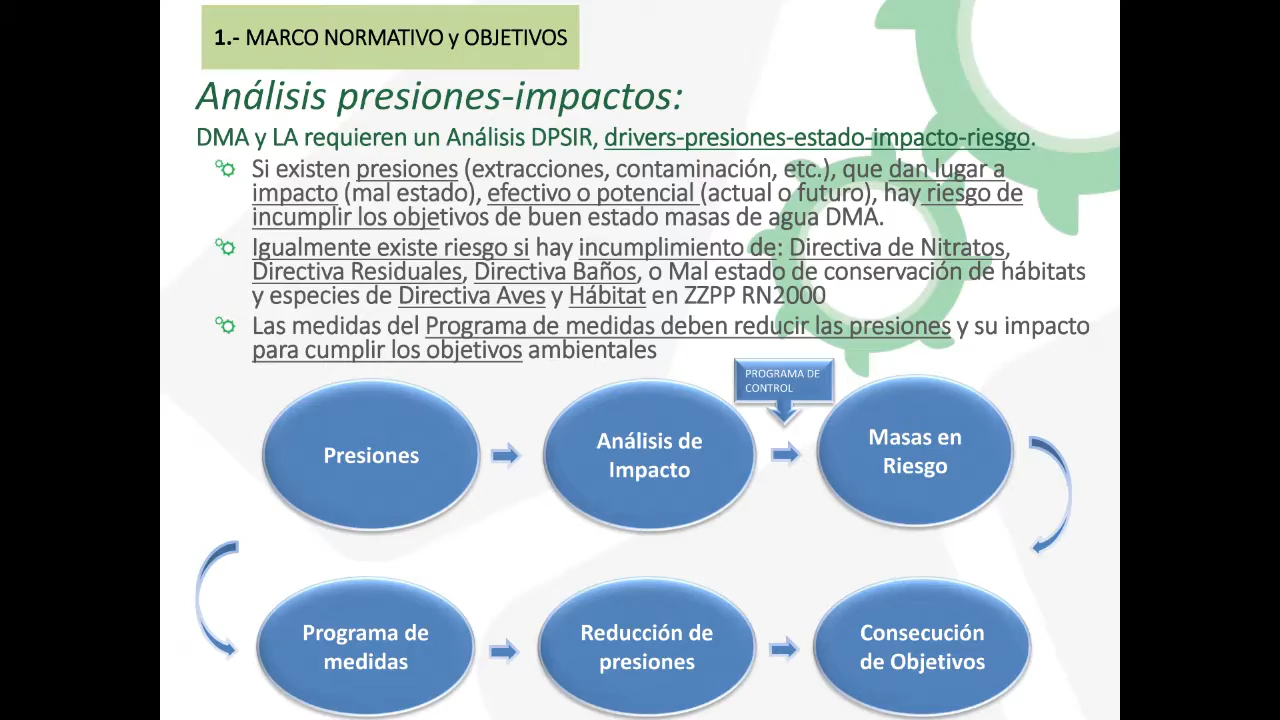 1.- MARCO NORMATIVO y OBJETIVOS
Análisis presiones-impactos:
DMA y LA requieren un Análisis DPSIR, drivers-presiones-estado-impacto-riesgo.
Si existen presiones (extracciones, contaminación, etc.), que dan lugar a
impacto (mal estado), efectivo o potencial (actual o futuro), hay riesgo de
incumplir los objetivos de buen estado masas de agua DMA.
Igualmente existe riesgo si hay incumplimiento de: Directiva de Nitratos,
Directiva Residuales, Directiva Baños, o Mal estado de conservación de hábitats
y especies de Directiva Aves y Hábitat en ZZPP RN2000
Las medidas del Programa de medidas deben reducir las presiones y su impacto
para cumplir los objetivos ambientales
PROGRAMA DE
CONTROL
Presiones
Análisis de
Impacto
Masas en
Riesgo
Programa de
medidas
Reducción de
presiones
Consecución
de Objetivos